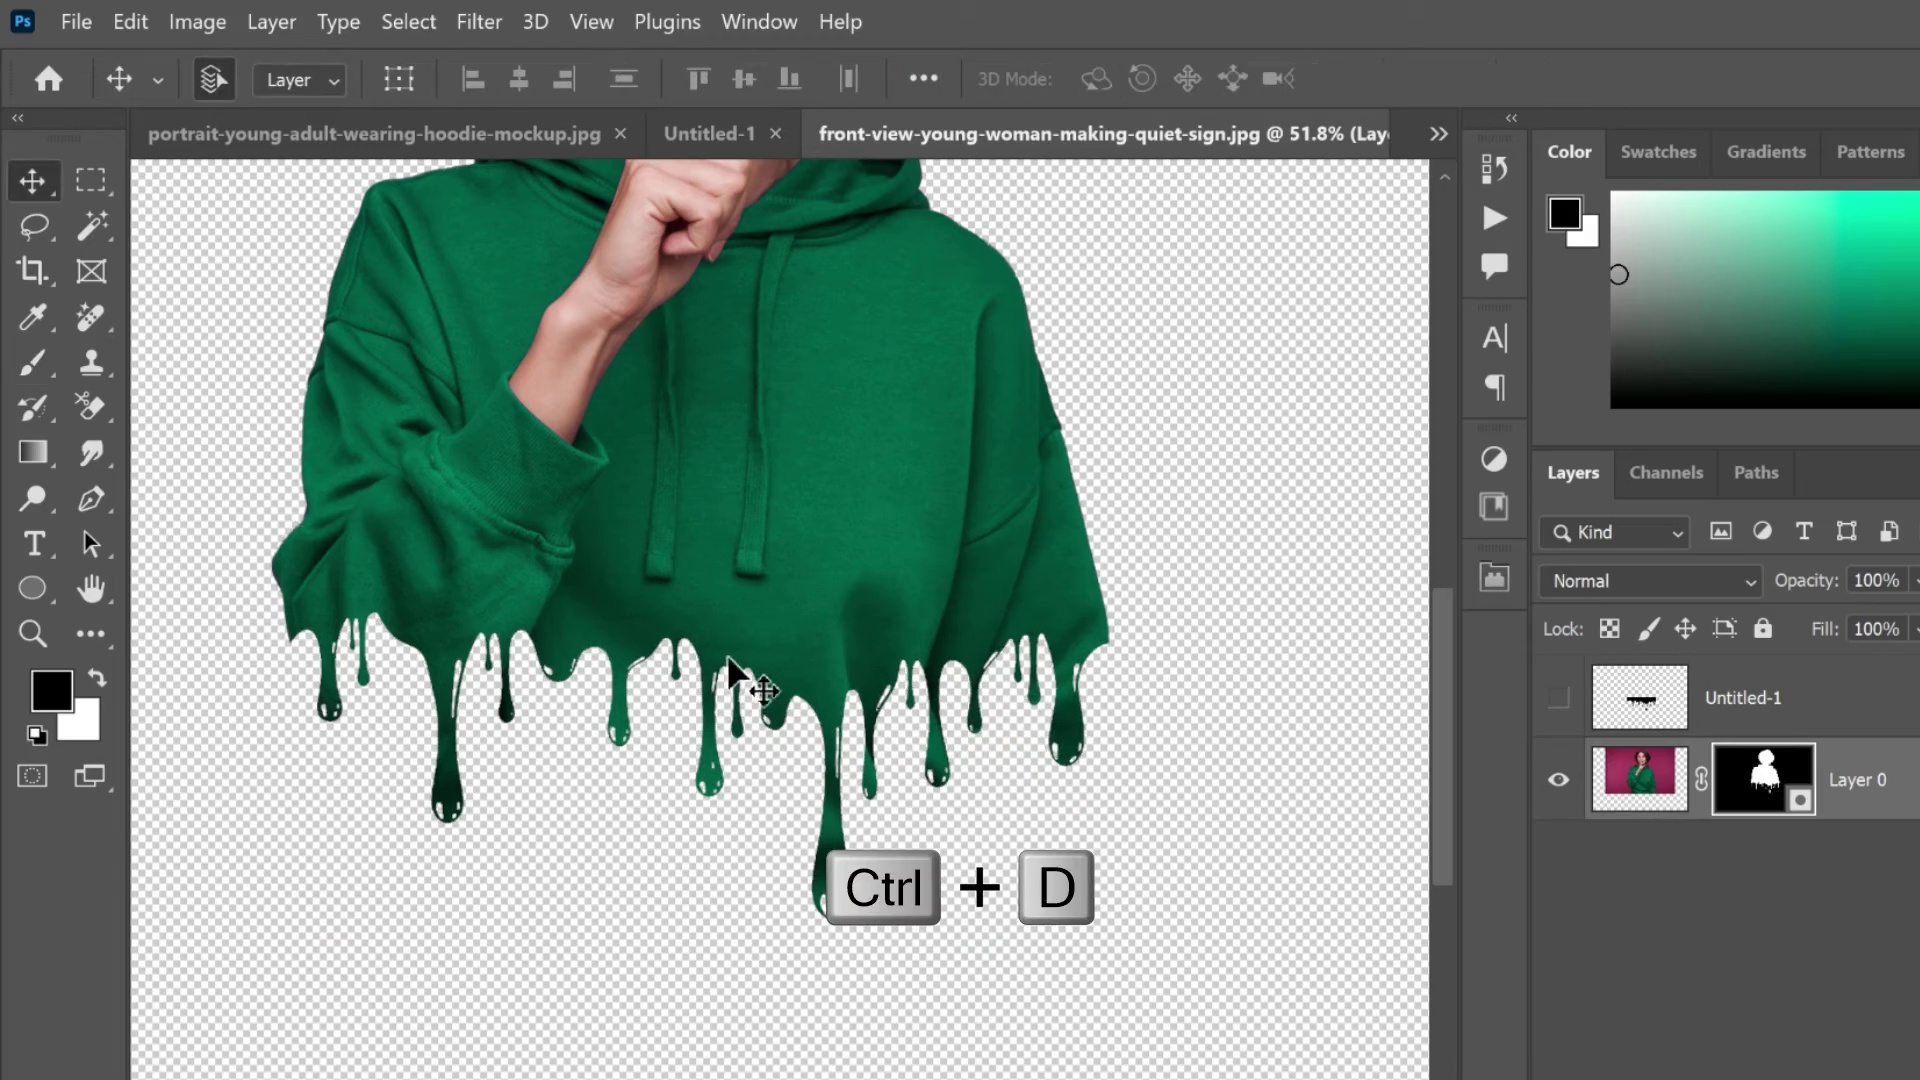 Ps File Edit Image Layer Type Select Filter 3D View Plugins Window Help
Layer 3D Mode:
portrait-young-adult-wearing-hoodie-mockup.jpg × Untitled-1 × front-view-young-woman-making-quiet-sign.jpg @ 51.8% (Laye
Color Swatches Gradients Patterns
Layers Channels Paths
Kind
Normal Opacity: 100%
Lock: Fill: 100%
Untitled-1
Layer 0
Ctrl + D